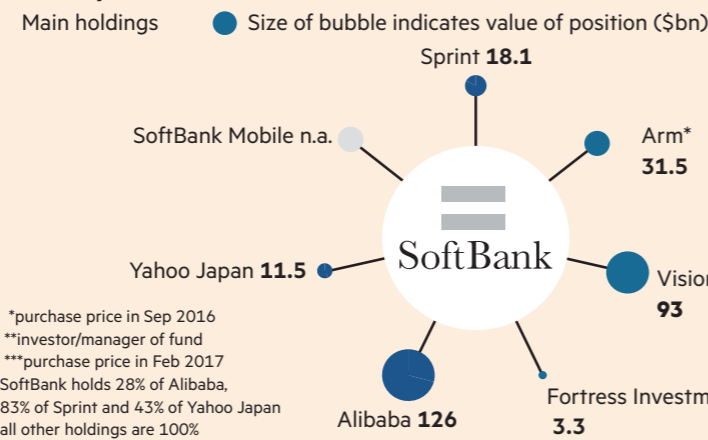 Main holdings
Size of bubble indicates value of position ($bn)
Sprint 18.1
SoftBank Mobile n.a.
Arm*
31.5
SoftBank
Yahoo Japan 11.5
93
*purchase price in Sep 2016
**investor/manager of fund
***purchase price in Feb 2017
SoftBank holds 28% of Alibaba,
83% of Sprint and 43% of Yahoo Japan
all other holdings are 100%
Alibaba 126
Fortress
3.3